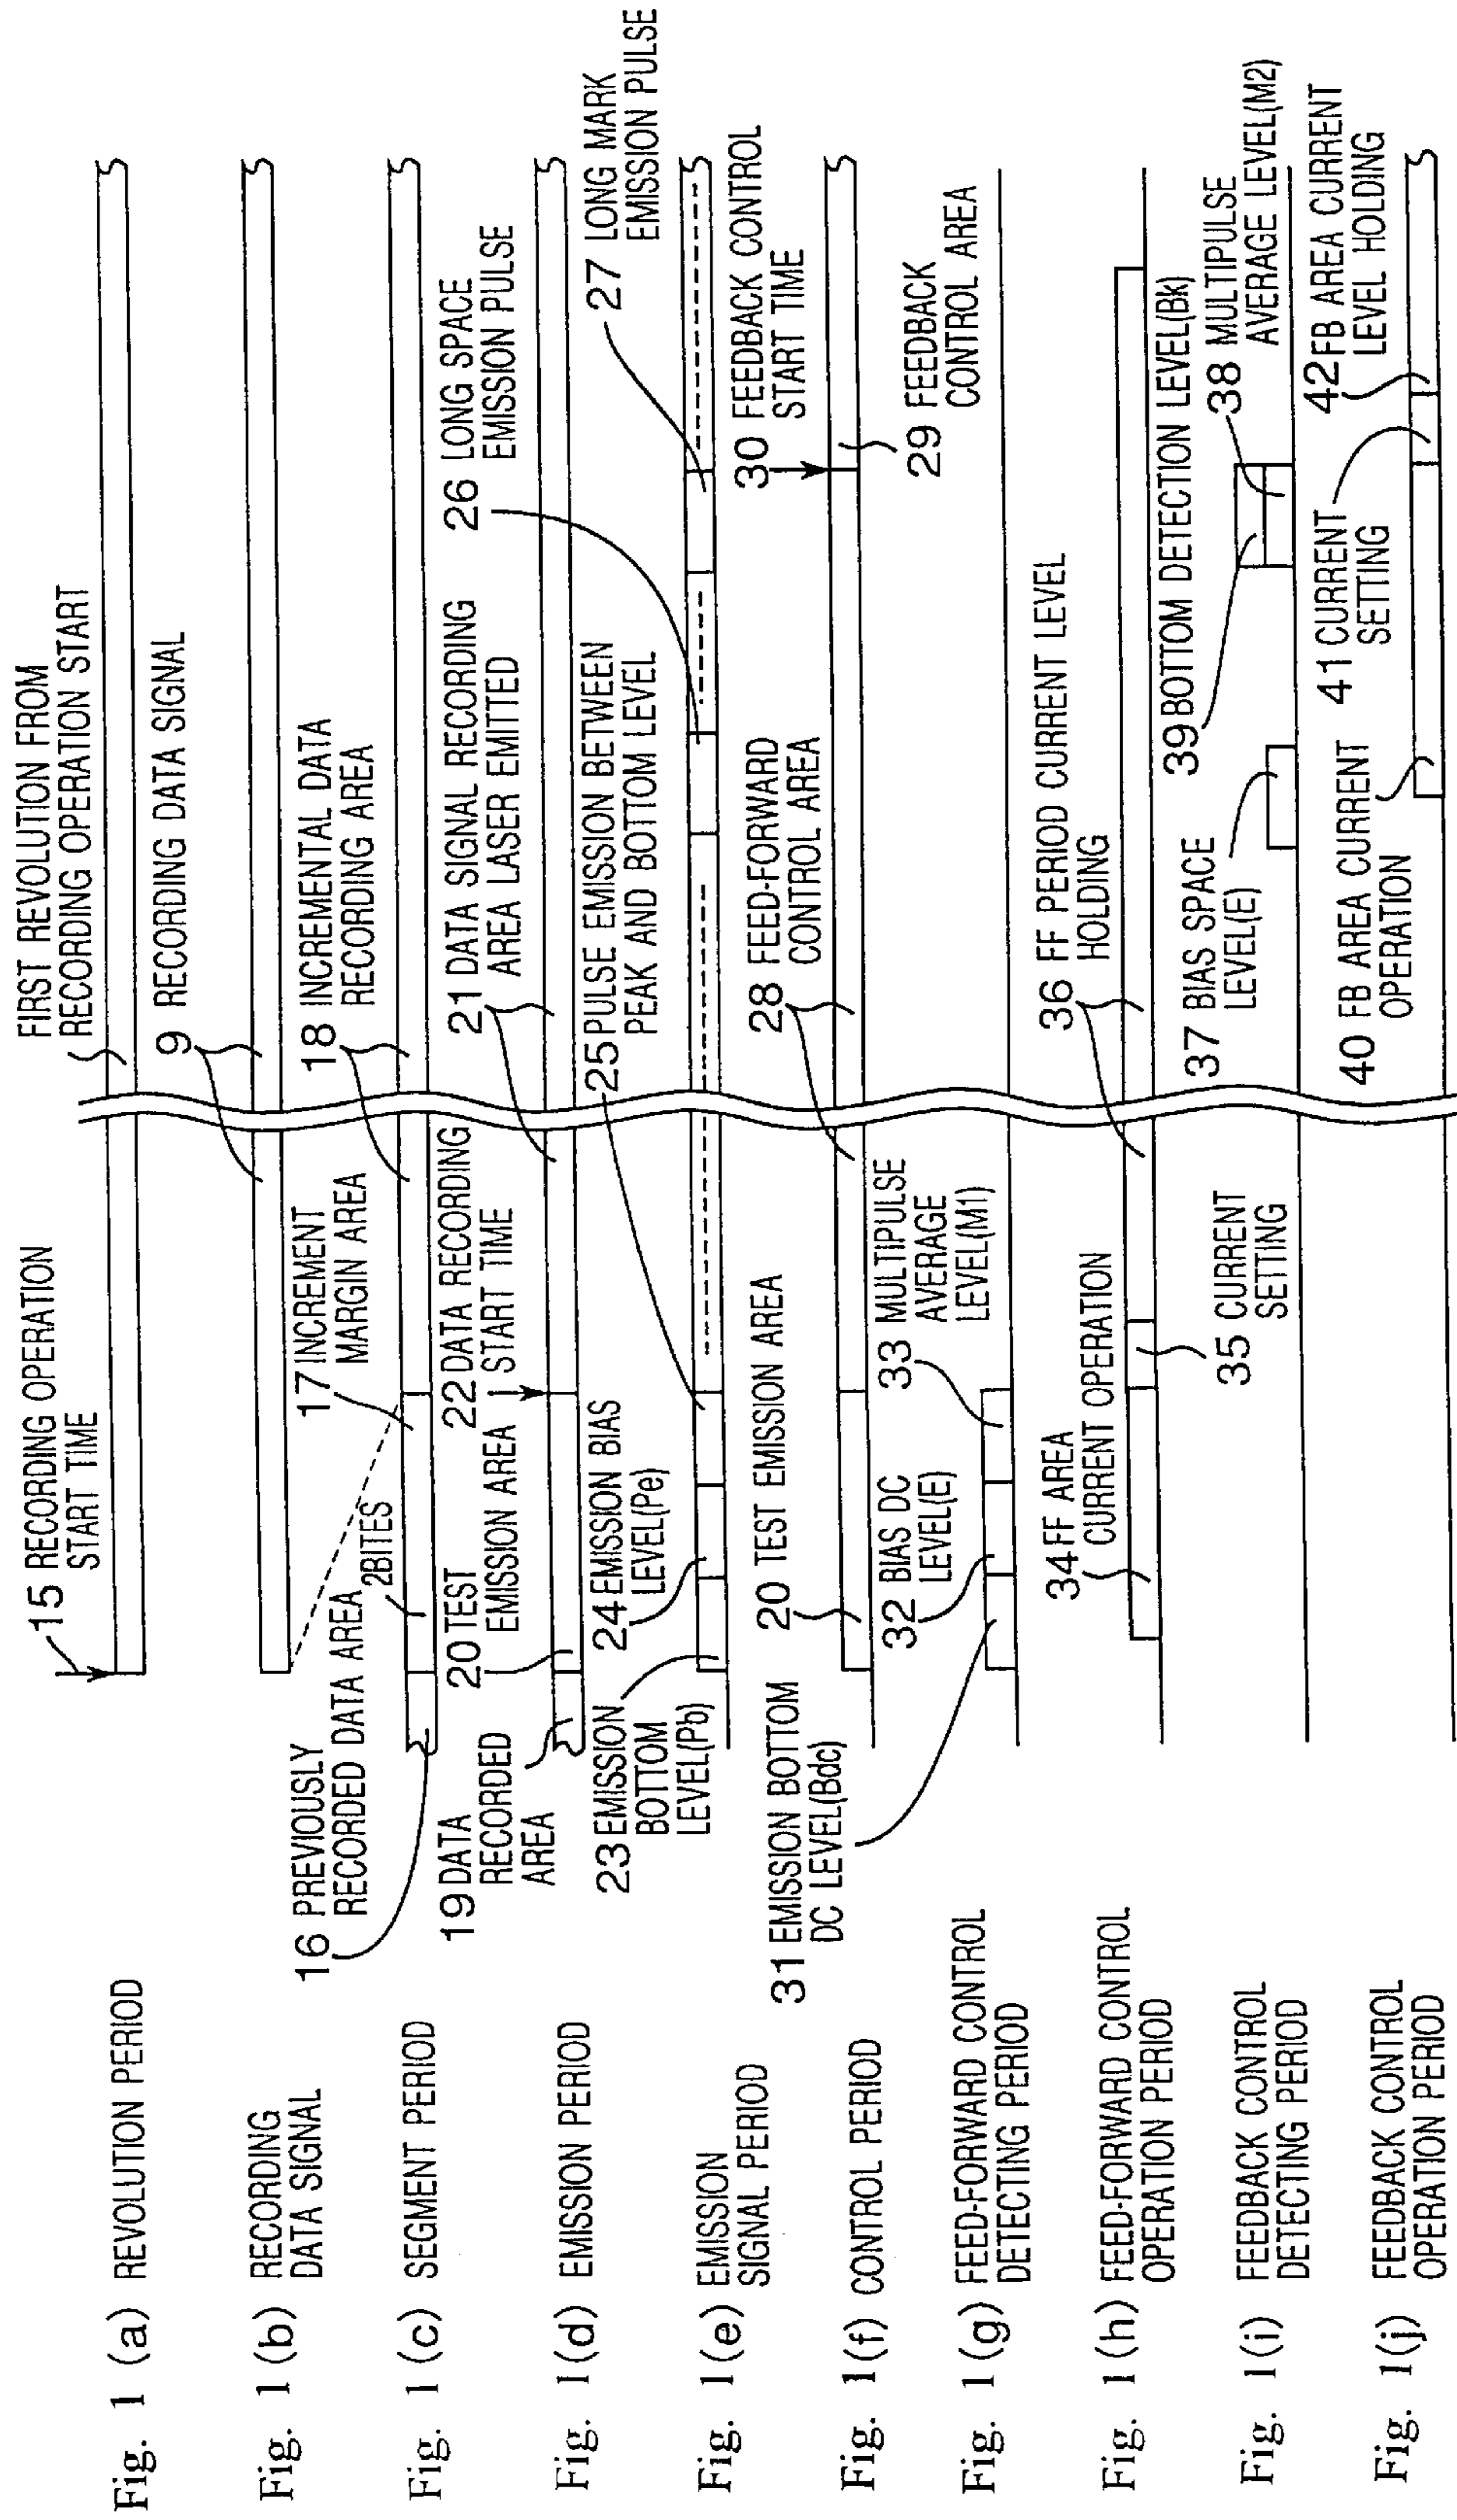 FIRST REVOLUTION FROM
RECORDING OPERATION START
15 RECORDING OPERATION
START TIME
Fig. 1 (a) REVOLUTION PERIOD
9 RECORDING DATA SIGNAL
Fig. 1 (b) RECORDING
DATA SIGNAL
16 PREVIOUSLY
RECORDED DATA AREA
2BITES
17 INCREMENT
MARGIN AREA
18 INCREMENTAL DATA
RECORDING AREA
Fig. 1 (c) SEGMENT PERIOD
19 DATA
RECORDED
AREA
20 TEST
EMISSION AREA
22 DATA RECORDING
START TIME
21 DATA SIGNAL RECORDING
AREA LASER EMITTED
Fig. 1(d) EMISSION PERIOD
23 EMISSION
BOTTOM
LEVEL(Pb)
24 EMISSION BIAS
LEVEL(Pe)
25 PULSE EMISSION BETWEEN
PEAK AND BOTTOM LEVEL
26 LONG SPACE
EMISSION PULSE
27 LONG MARK
EMISSION PULSE
Fig. 1(e) EMISSION
SIGNAL PERIOD
20 TEST EMISSION AREA
28 FEED-FORWARD
CONTROL AREA
30 FEEDBACK CONTROL
START TIME
29 FEEDBACK
CONTROL AREA
Fig. 1(f) CONTROL PERIOD
31 EMISSION BOTTOM
DC LEVEL(Bdc)
32 BIAS DC
LEVEL(E)
33 MULTIPULSE
AVERAGE
LEVEL(M1)
Fig. 1(g) FEED-FORWARD CONTROL
DETECTING PERIOD
34 FF AREA
CURRENT OPERATION
35 CURRENT
SETTING
36 FF PERIOD CURRENT LEVEL
HOLDING
Fig. 1(h) FEED-FORWARD CONTROL
OPERATION PERIOD
37 BIAS SPACE
LEVEL(E)
39 BOTTOM DETECTION LEVEL(BK)
38 MULTIPULSE
AVERAGE LEVEL(M2)
Fig. 1(i) FEEDBACK CONTROL
DETECTING PERIOD
40 FB AREA CURRENT
OPERATION
41 CURRENT
SETTING
42 FB AREA CURRENT
LEVEL HOLDING
Fig. 1(j) FEEDBACK CONTROL
OPERATION PERIOD